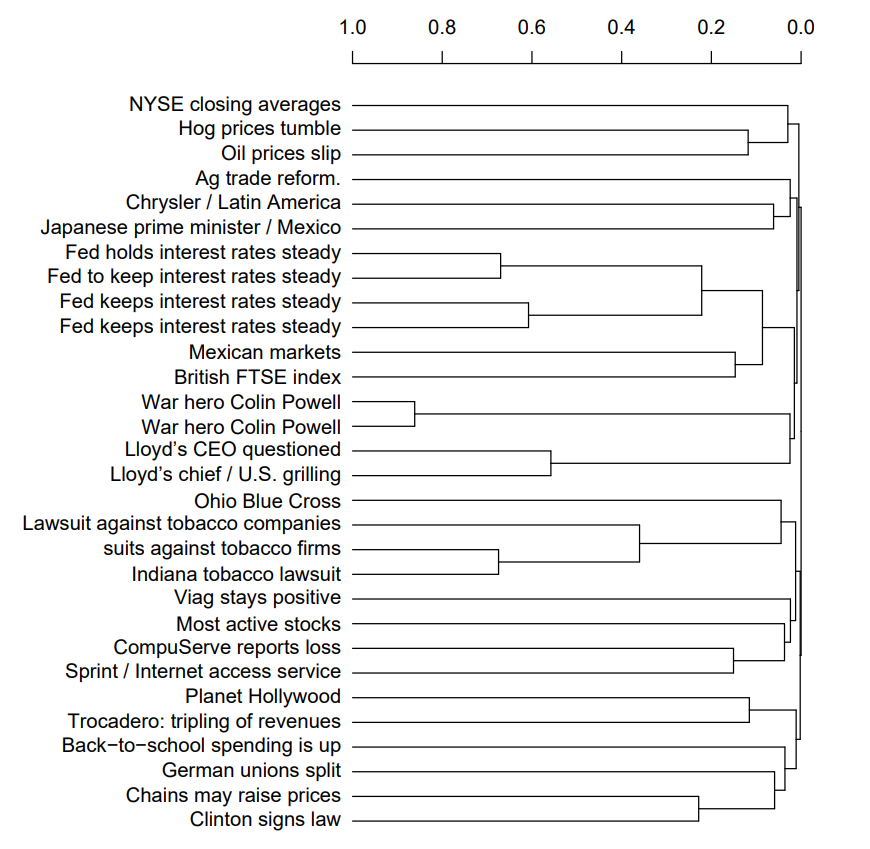 1.0 0.8 0.6 0.4 0.2 0.0
NYSE closing averages
Hog prices tumble
Oil prices slip
Ag trade reform.
Chrysler / Latin America
Japanese prime minister / Mexico
Fed holds interest rates steady
Fed to keep interest rates steady
Fed keeps interest rates steady
Fed keeps interest rates steady
Mexican markets
British FTSE index
War hero Colin Powell
War hero Colin Powell
Lloyd’s CEO questioned
Lloyd’s chief / U.S. grilling
Ohio Blue Cross
Lawsuit against tobacco companies
suits against tobacco firms
Indiana tobacco lawsuit
Viag stays positive
Most active stocks
CompuServe reports loss
Sprint / Internet access service
Planet Hollywood
Trocadero: tripling of revenues
Back−to−school spending is up
German unions split
Chains may raise prices
Clinton signs law